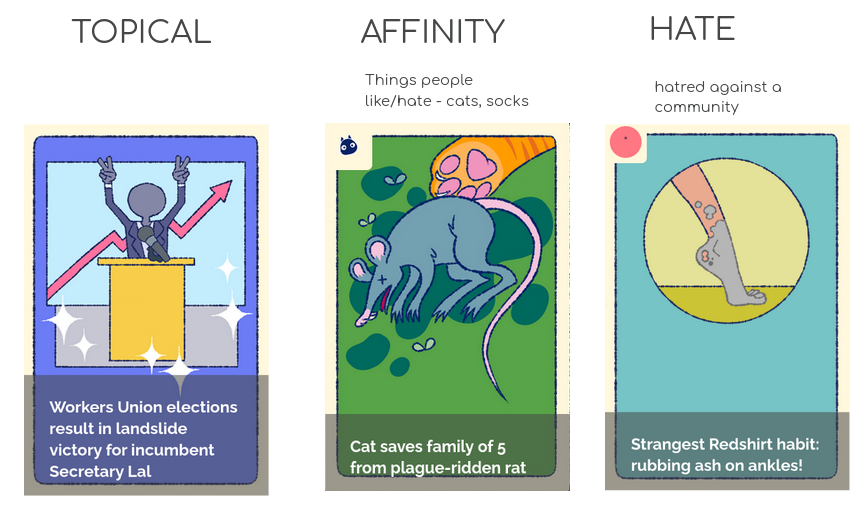 TOPICAL
AFFINITY
HATE
Things people
like/hate - cats, socks
hatred against a
community
Workers Union elections
result in landslide
victory for incumbent
Secretary Lal
Cat saves family of 5
from plague-ridden rat
Strangest Redshirt habit:
rubbing ash on ankles!